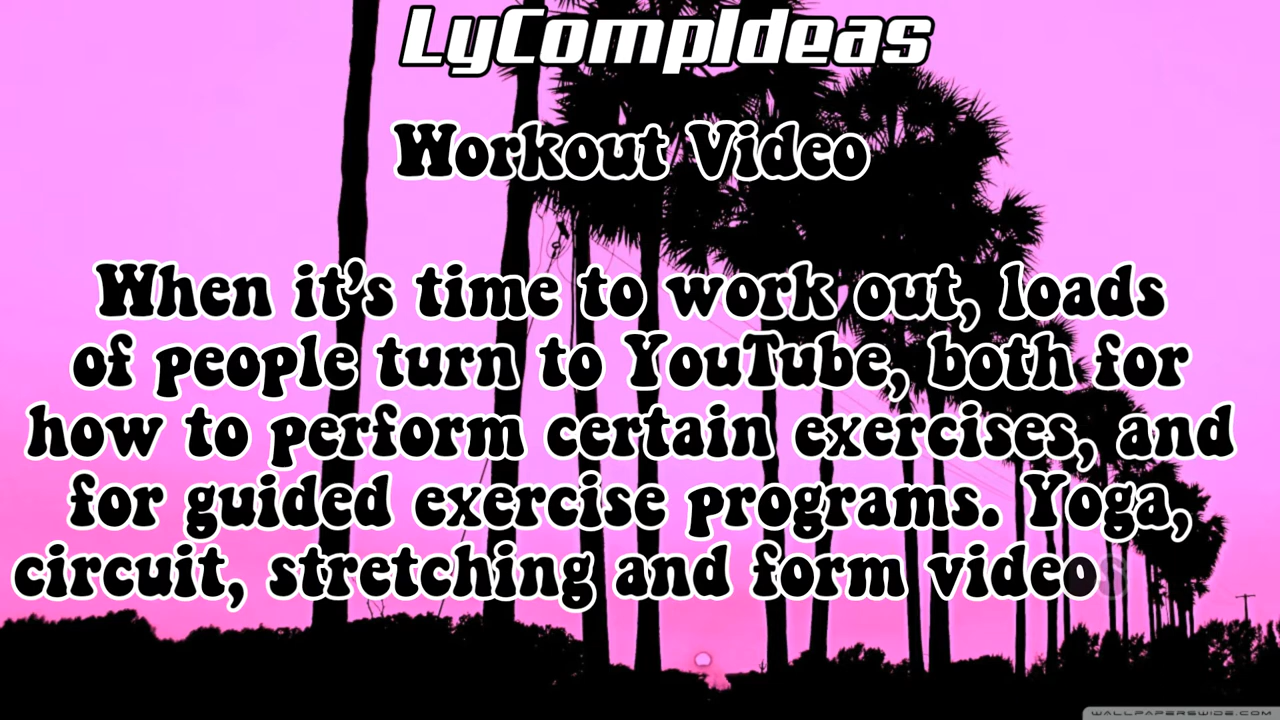 LyCompIdeas
Workout Video
When it's time to work out, loads
of people turn to YouTube, both for
how to perform certain exercises, and
for guided exercise programs. Yoga,
circuit, stretching and form videos
WALLPAPERSWIDE.COM